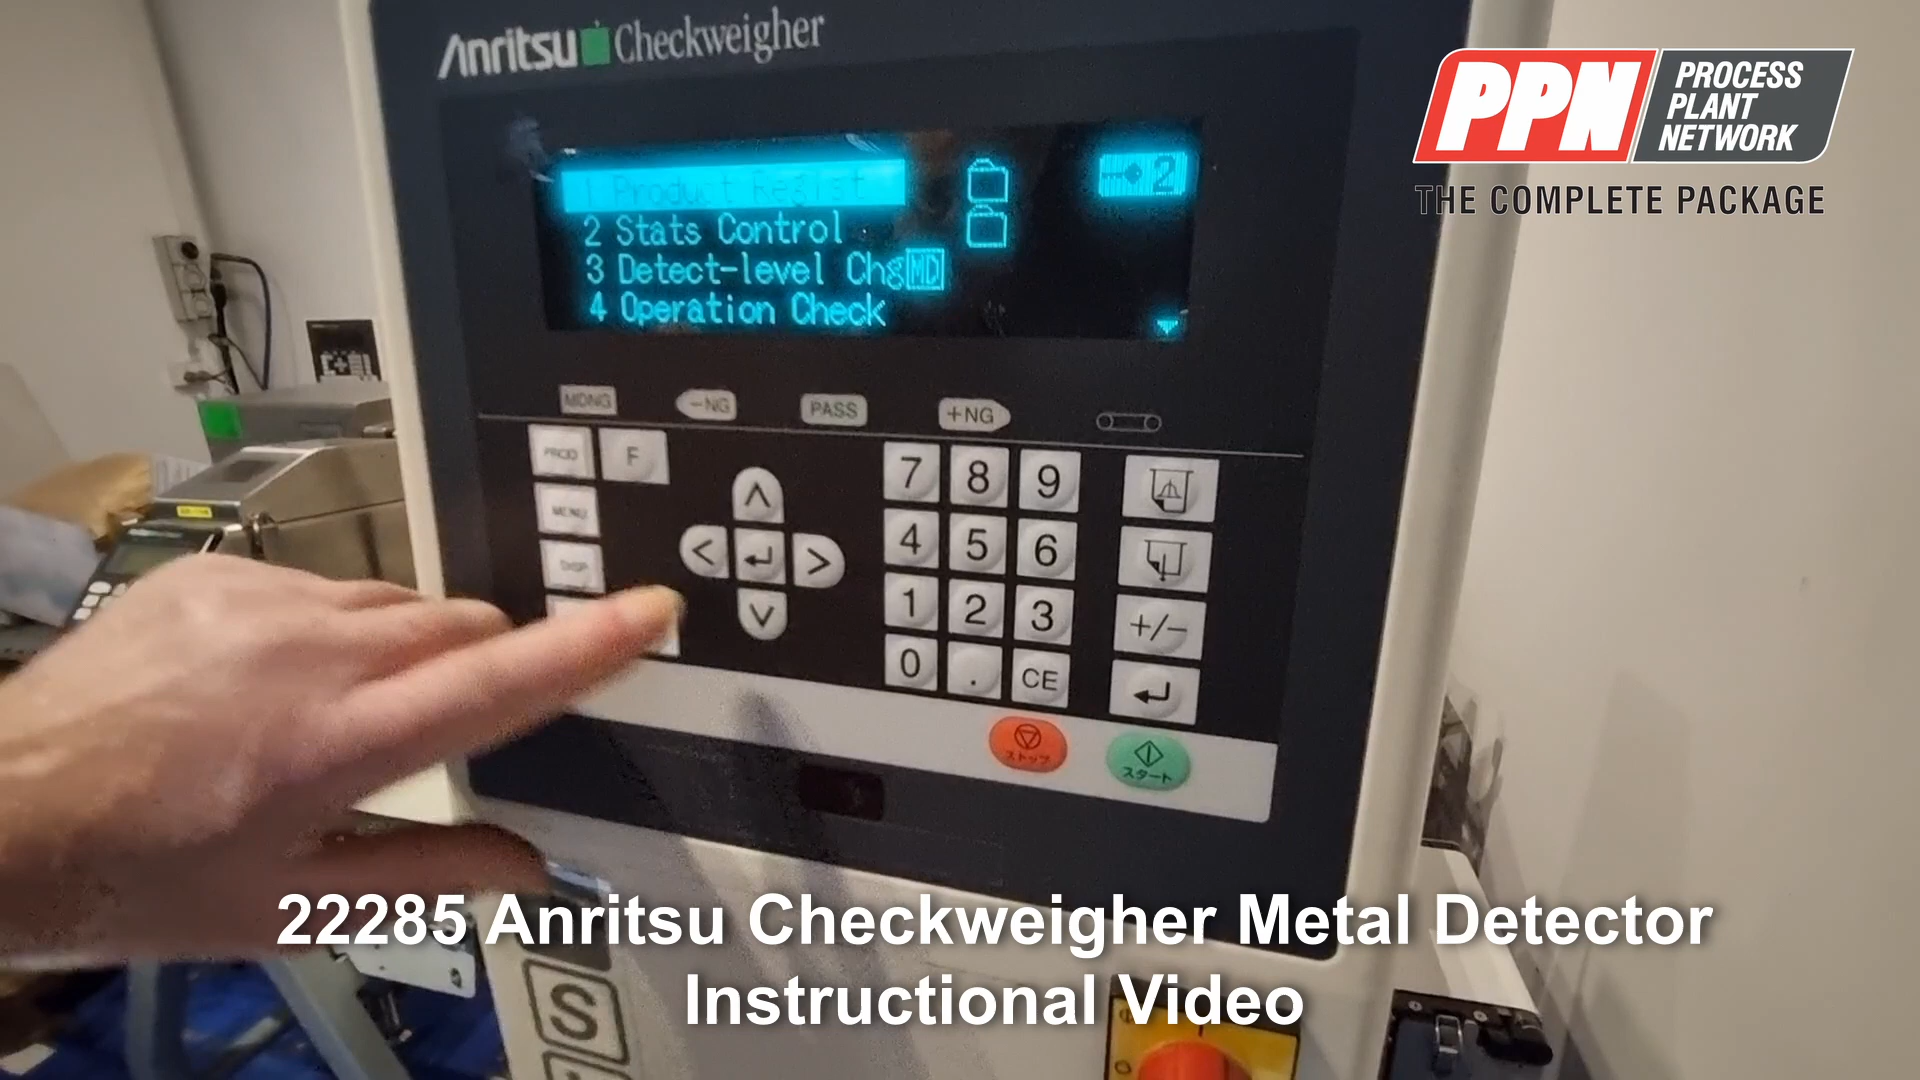 Anritsu Checkweigher
PPN PROCESS
PLANT
NETWORK
THE COMPLETE PACKAGE
1 Product Regist
2 Stats Control
3 Detect-level Chg MD
4 Operation Check
2
MDNG
-NG
PASS
+NG
PROD F
MENU
DISP
7 8 9
4 5 6
1 2 3
0 . CE
+/-
ストップ
スタート
22285 Anritsu Checkweigher Metal Detector
Instructional Video
S